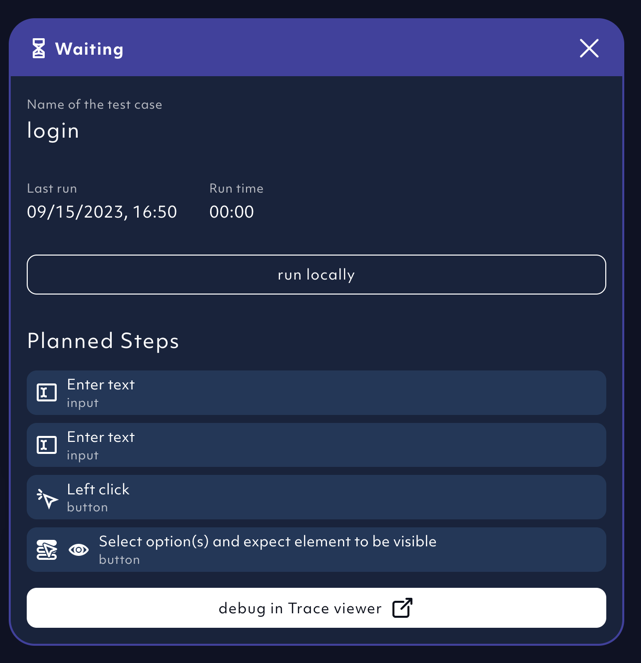 Waiting
Name of the test case
login
Last run
Run time
09/15/2023, 16:50
00:00
run locally
Planned Steps
Enter text
input
Enter text
input
Left click
button
Select option(s) and expect element to be visible
button
debug in Trace viewer